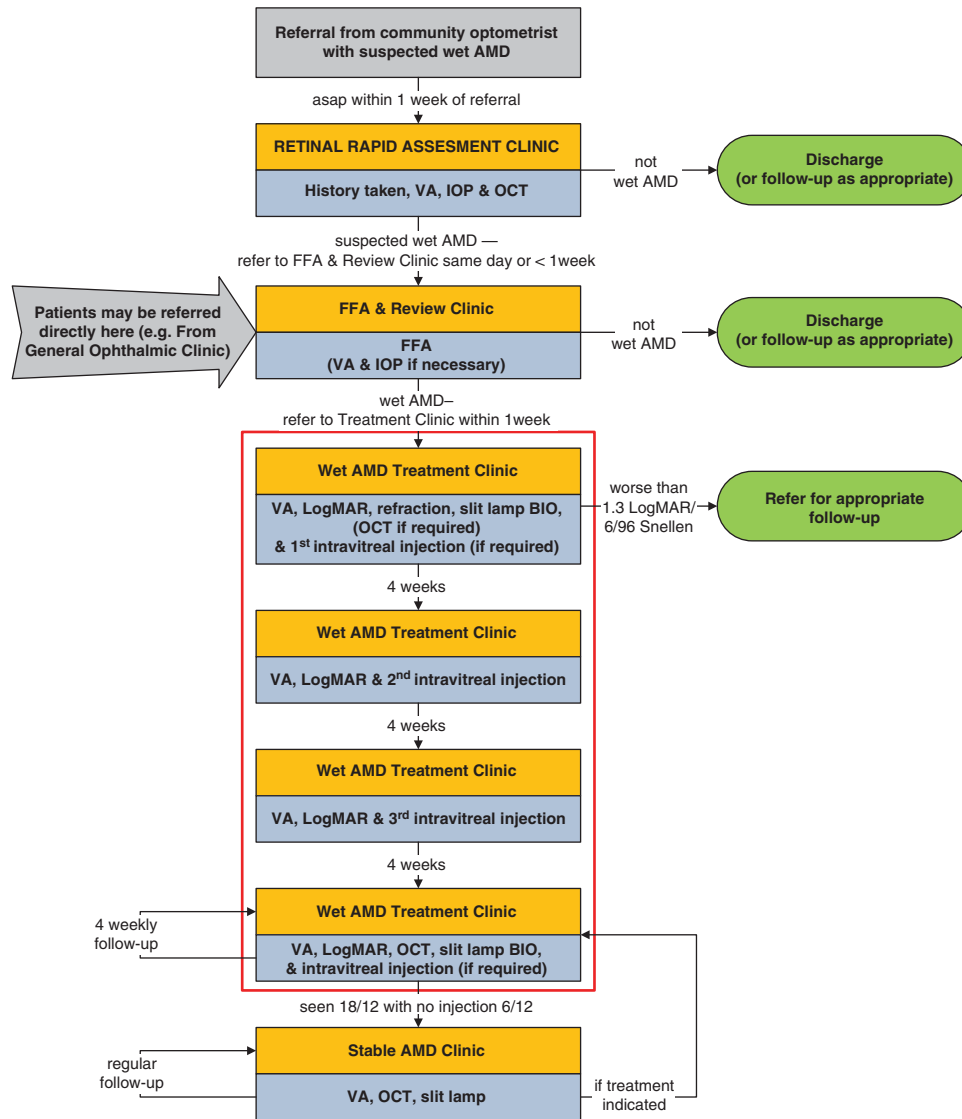 Referral from community optometrist
with suspected wet AMD
asap within 1 week of referral
RETINAL RAPID ASSESMENT CLINIC
History taken, VA, IOP & OCT
not
wet AMD
Discharge
(or follow-up as appropriate)
suspected wet AMD —
refer to FFA & Review Clinic same day or < 1week
Patients may be referred
directly here (e.g. From
General Ophthalmic Clinic)
FFA & Review Clinic
FFA
(VA & IOP if necessary)
not
wet AMD
Discharge
(or follow-up as appropriate)
wet AMD–
refer to Treatment Clinic within 1week
Wet AMD Treatment Clinic
VA, LogMAR, refraction, slit lamp BIO,
(OCT if required)
& 1st intravitreal injection (if required)
worse than
1.3 LogMAR/
6/96 Snellen
Refer for appropriate
follow-up
4 weeks
Wet AMD Treatment Clinic
VA, LogMAR & 2nd intravitreal injection
4 weeks
Wet AMD Treatment Clinic
VA, LogMAR & 3rd intravitreal injection
4 weeks
Wet AMD Treatment Clinic
VA, LogMAR, OCT, slit lamp BIO,
& intravitreal injection (if required)
4 weekly
follow-up
seen 18/12 with no injection 6/12
Stable AMD Clinic
VA, OCT, slit lamp
regular
follow-up
if treatment
indicated